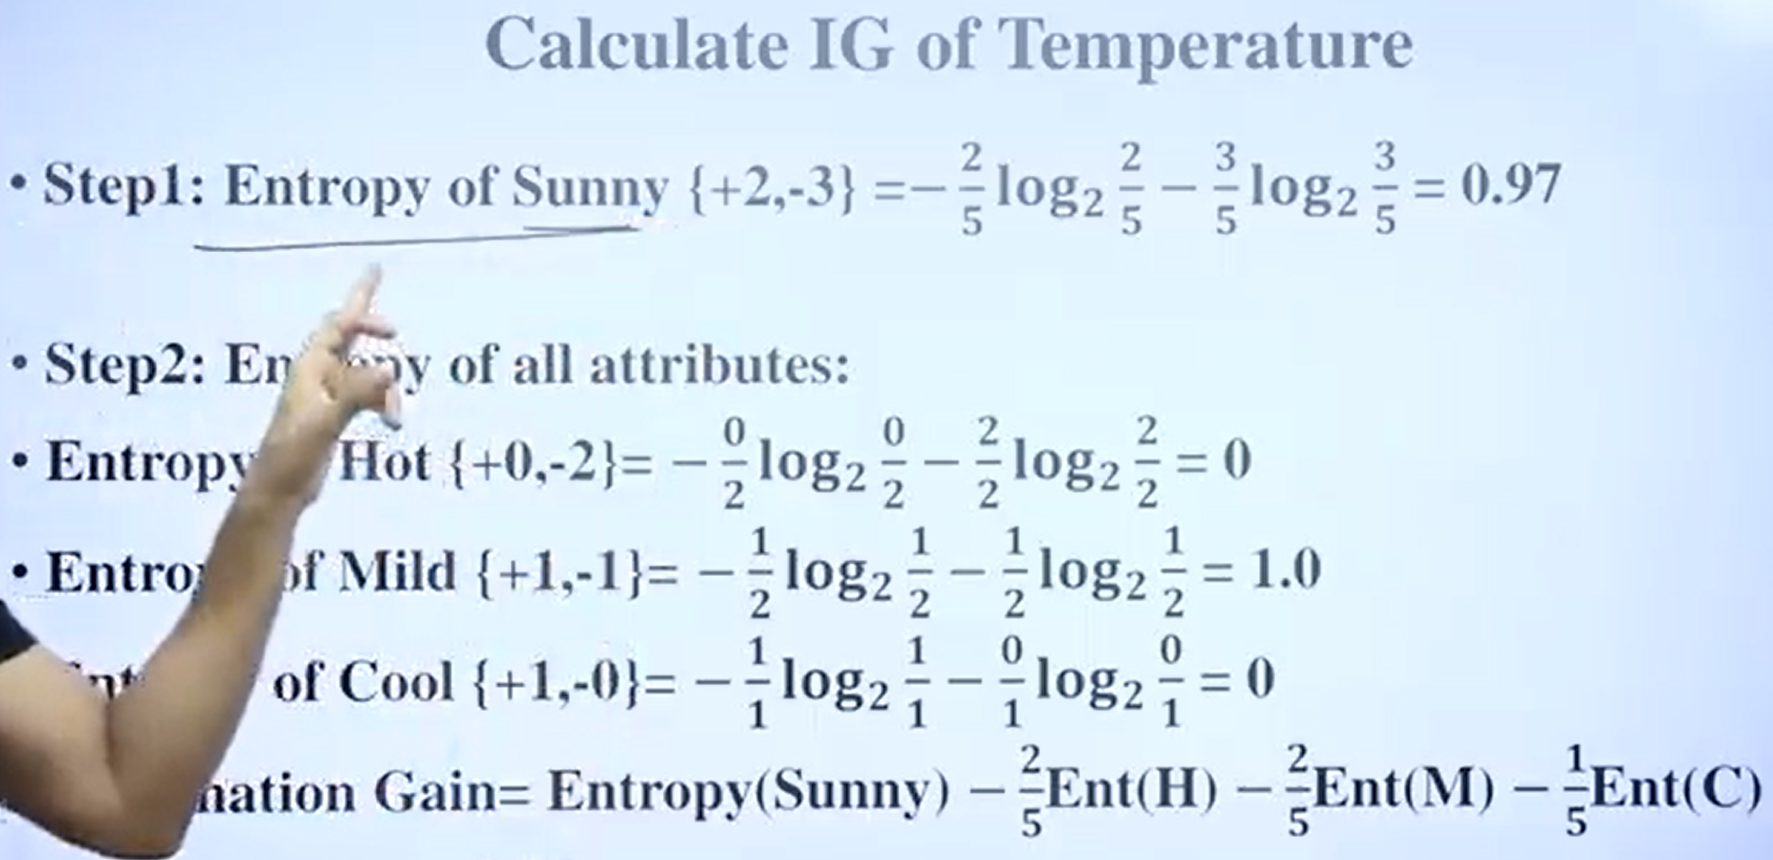 Calculate IG of Temperature
• Step1: Entropy of Sunny {+2,-3} =−2/5 log₂ 2/5 − 3/5 log₂ 3/5 = 0.97
• Step2: En py of all attributes:
• Entropy Hot {+0,-2}= −0/2 log₂ 0/2 − 2/2 log₂ 2/2 = 0
• Entro of Mild {+1,-1}= −1/2 log₂ 1/2 − 1/2 log₂ 1/2 = 1.0
nt of Cool {+1,-0}= −1/1 log₂ 1/1 − 0/1 log₂ 0/1 = 0
nation Gain= Entropy(Sunny) − 2/5 Ent(H) − 2/5 Ent(M) − 1/5 Ent(C)